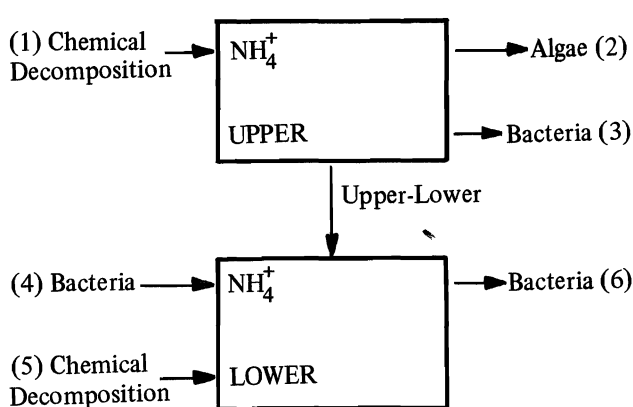 (1) Chemical
Decomposition
NH₄⁺
Algae (2)
UPPER
Bacteria (3)
Upper-Lower
(4) Bacteria
NH₄⁺
Bacteria (6)
(5) Chemical
Decomposition
LOWER